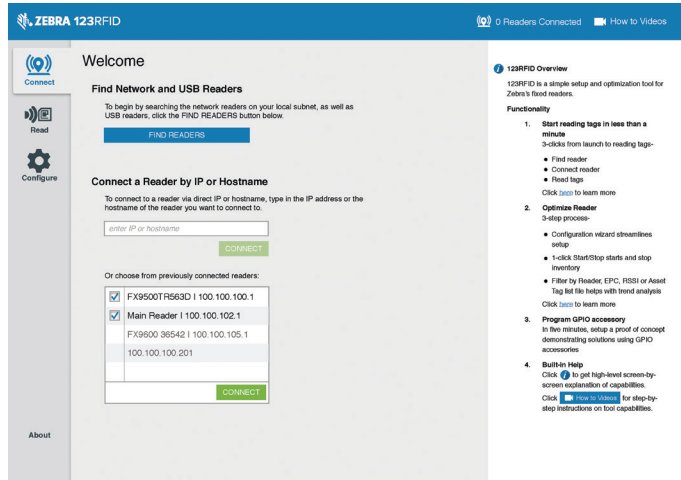 ZEBRA 123RFID
0 Readers Connected
How to Videos
Connect
Read
Configure
About
Welcome
Find Network and USB Readers
To begin by searching the network readers on your local subnet, as well as
USB readers, click the FIND READERS button below.
FIND READERS
Connect a Reader by IP or Hostname
To connect to a reader via direct IP or hostname, type in the IP address or the
hostname of the reader you want to connect to.
enter IP or hostname
CONNECT
Or choose from previously connected readers:
FX9500TR563D I 100.100.100.1
Main Reader I 100.100.102.1
FX9600 36542 I 100.100.105.1
100.100.100.201
CONNECT
123RFID Overview
123RFID is a simple setup and optimization tool for
Zebra's fixed readers.
Functionality
1. Start reading tags in less than a
minute
3-clicks from launch to reading tags-
• Find reader
• Connect reader
• Read tags
Click here to learn more
2. Optimize Reader
3-step process-
• Configuration wizard streamlines
setup
• 1-click Start/Stop starts and stop
inventory
• Filter by Reader, EPC, RSSI or Asset
Tag list file helps with trend analysis
Click here to learn more
3. Program GPIO accessory
In five minutes, setup a proof of concept
demonstrating solutions using GPIO
accessories
4. Built-in Help
Click i to get high-level screen-by-
screen explanation of capabilities.
Click How to Videos for step-by-
step instructions on tool capabilities.